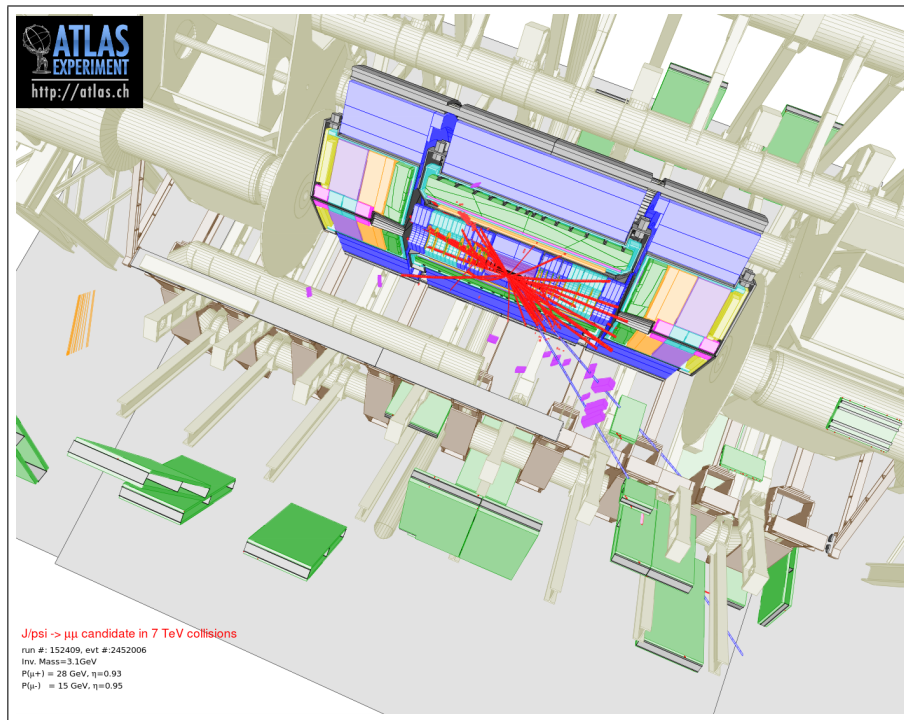 ATLAS
EXPERIMENT
http://atlas.ch
J/psi -> μμ candidate in 7 TeV collisions
run #: 152409, evt #:2452006
Inv. Mass=3.1GeV
P(μ+) = 28 GeV, η=0.93
P(μ-) = 15 GeV, η=0.95